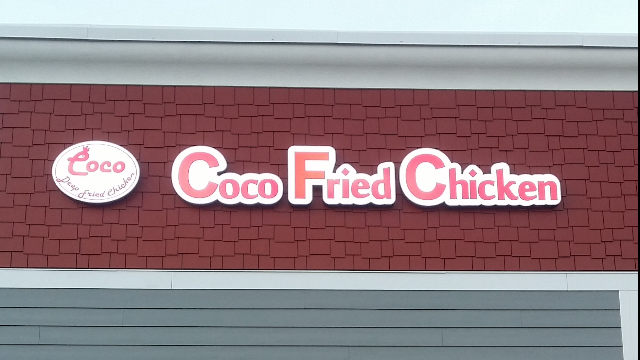 Coco
Deep Fried Chicken
Coco Fried Chicken